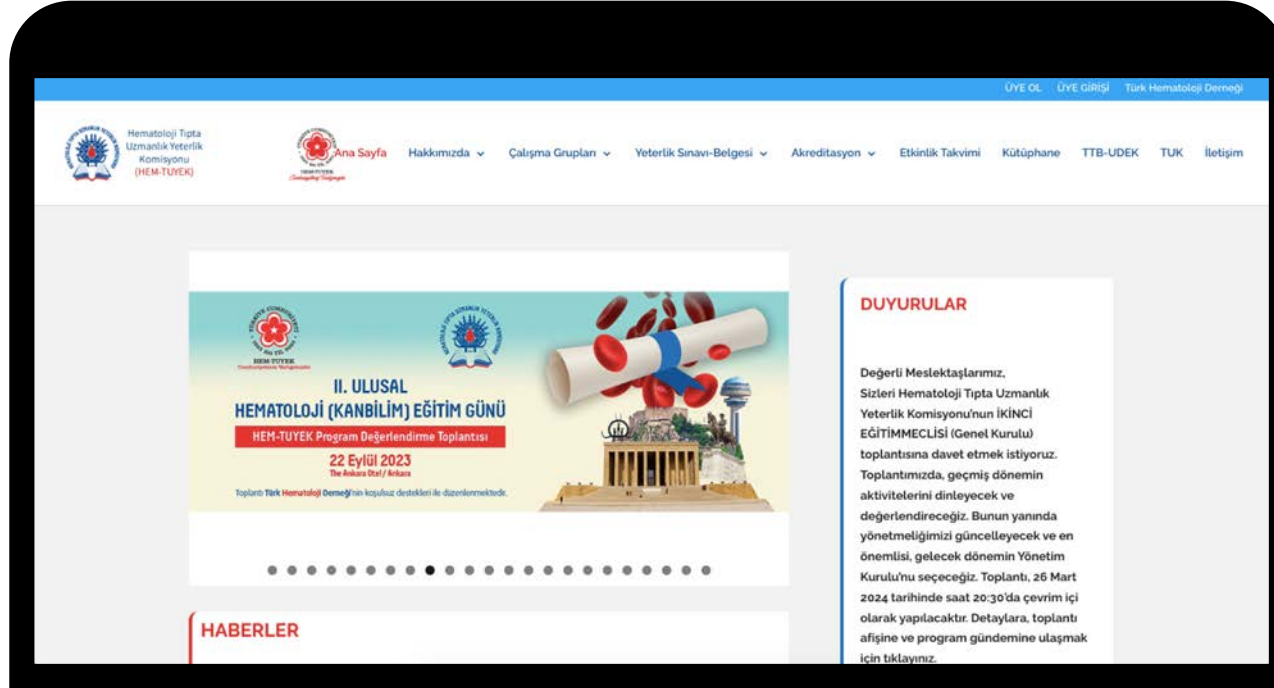 ÜYE OL ÜYE GİRİŞİ Türk Hematoloji Derneği
Hematoloji Tıpta
Uzmanlık Yeterlik
Komisyonu
(HEM-TUYEK)
Ana Sayfa Hakkımızda Çalışma Grupları Yeterlik Sınavı-Belgesi Akreditasyon Etkinlik Takvimi Kütüphane TTB-UDEK TUK İletişim
HEM-TUYEK
II. ULUSAL
HEMATOLOJİ (KANBİLİM) EĞİTİM GÜNÜ
HEM-TUYEK Program Değerlendirme Toplantısı
22 Eylül 2023
The Ankara Otel / Ankara
Toplantı Türk Hematoloji Derneği'nin koşulsuz destekleri ile düzenlenmektedir.
HABERLER
DUYURULAR
Değerli Meslektaşlarımız,
Sizleri Hematoloji Tıpta Uzmanlık
Yeterlik Komisyonu'nun İKİNCİ
EĞİTİMMECLİSİ (Genel Kurulu)
toplantısına davet etmek istiyoruz.
Toplantımızda, geçmiş dönemin
aktivitelerini dinleyecek ve
değerlendireceğiz. Bunun yanında
yönetmeliğimizi güncelleyecek ve en
önemlisi, gelecek dönemin Yönetim
Kurulu'nu seçeceğiz. Toplantı, 26 Mart
2024 tarihinde saat 20:30'da çevrim içi
olarak yapılacaktır. Detaylara, toplantı
afişine ve program gündemine ulaşmak
için tıklayınız.